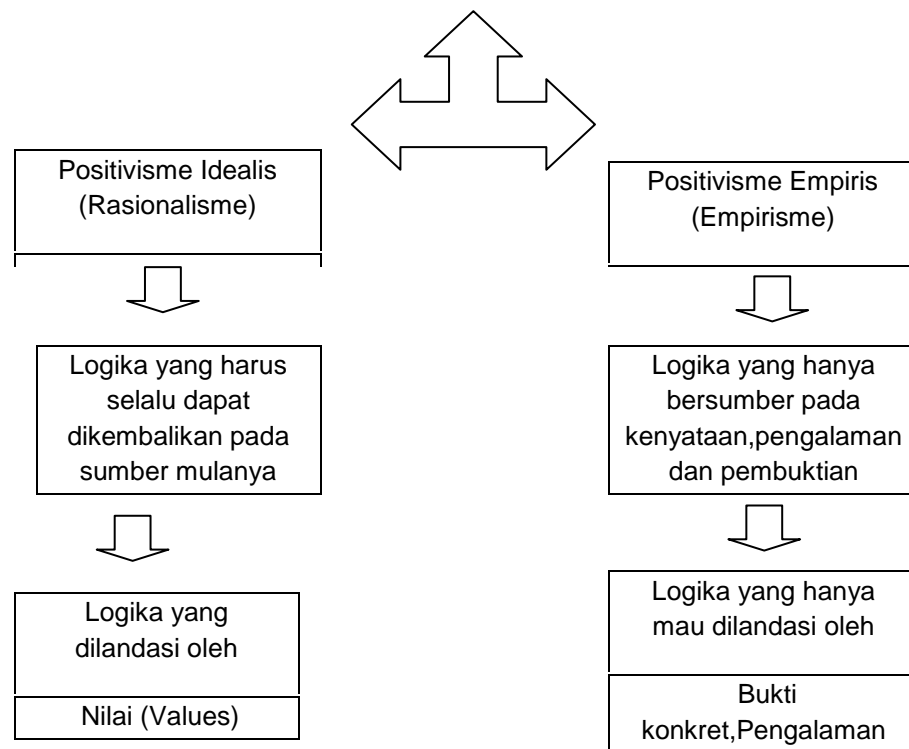 Positivisme Idealis
(Rasionalisme)
Positivisme Empiris
(Empirisme)
Logika yang harus
selalu dapat
dikembalikan pada
sumber mulanya
Logika yang hanya
bersumber pada
kenyataan,pengalaman
dan pembuktian
Logika yang
dilandasi oleh
Nilai (Values)
Logika yang hanya
mau dilandasi oleh
Bukti
konkret,Pengalaman